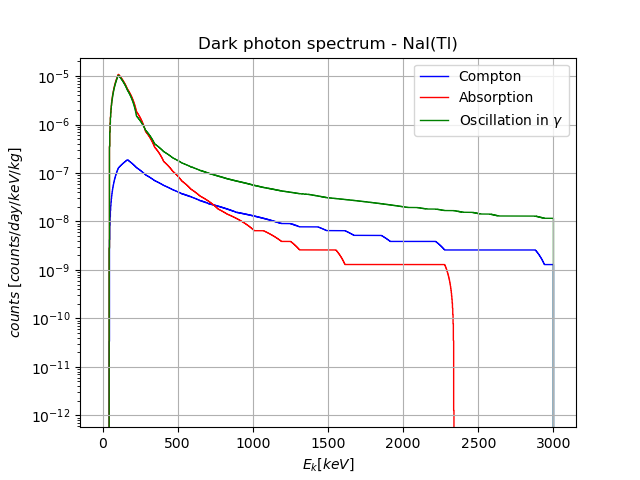 Dark photon spectrum - NaI(Tl)
counts [counts/day/keV/kg]
10⁻⁵
10⁻⁶
10⁻⁷
10⁻⁸
10⁻⁹
10⁻¹⁰
10⁻¹¹
10⁻¹²
Compton
Absorption
Oscillation in γ
0 500 1000 1500 2000 2500 3000
Eₖ[keV]